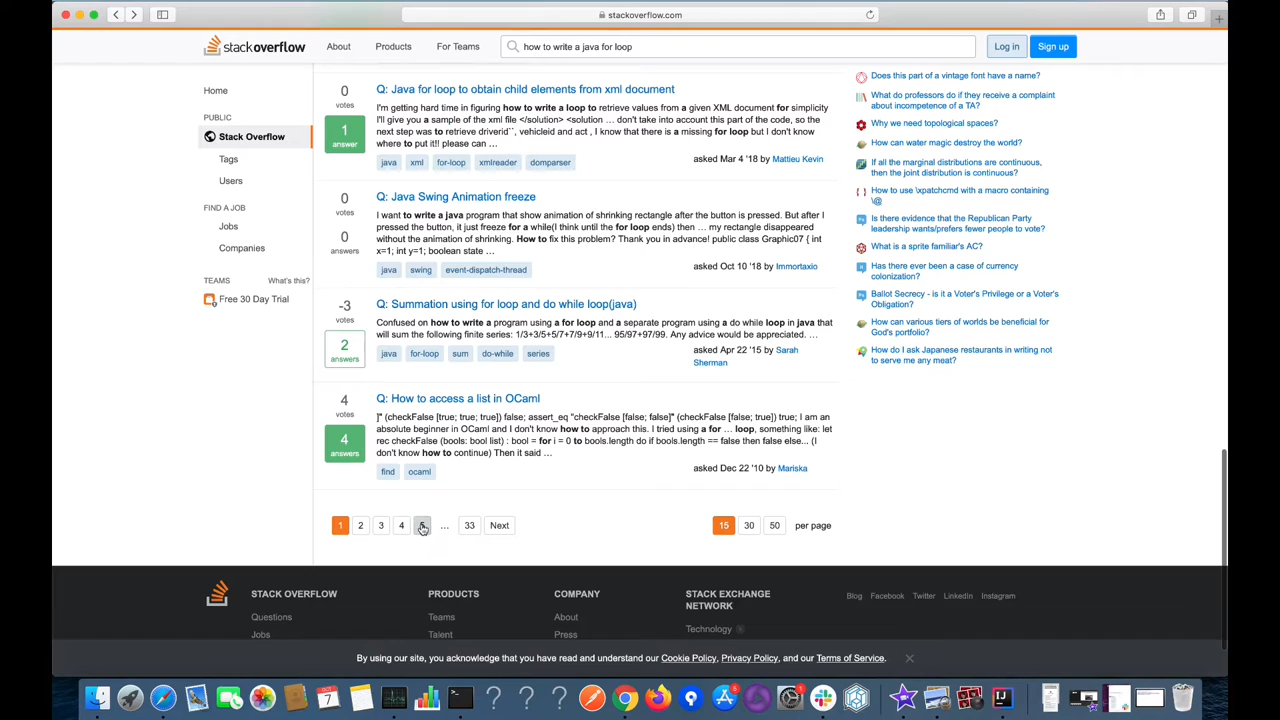 stackoverflow.com
stackoverflow
About
Products
For Teams
how to write a java for loop
Log in
Sign up
Home
PUBLIC
Stack Overflow
Tags
Users
FIND A JOB
Jobs
Companies
TEAMS
What's this?
Free 30 Day Trial
0
votes
1
answer
Q: Java for loop to obtain child elements from xml document
I'm getting hard time in figuring how to write a loop to retrieve values from a given XML document for simplicity
I'll give you a sample of the xml file </solution> <solution … don't take into account this part of the code, so the
next step was to retrieve driverid``, vehicleid and act , I know that there is a missing for loop but I don't know
where to put it!! please can …
java
xml
for-loop
xmlreader
domparser
asked Mar 4 '18 by Mattieu Kevin
0
votes
0
answers
Q: Java Swing Animation freeze
I want to write a java program that show animation of shrinking rectangle after the button is pressed. But after I
pressed the button, it just freeze for a while(I think until the for loop ends) then … my rectangle disappeared
without the animation of shrinking. How to fix this problem? Thank you in advance! public class Graphic07 { int
x=1; int y=1; boolean state …
java
swing
event-dispatch-thread
asked Oct 10 '18 by Immortaxio
-3
votes
2
answers
Q: Summation using for loop and do while loop(java)
Confused on how to write a program using a for loop and a separate program using a do while loop in java that
will sum the following finite series: 1/3+3/5+5/7+7/9+9/11... 95/97+97/99. Any advice would be appreciated. …
java
for-loop
sum
do-while
series
asked Apr 22 '15 by Sarah
Sherman
4
votes
4
answers
Q: How to access a list in OCaml
]" (checkFalse [true; true; true]) false; assert_eq "checkFalse [false; false]" (checkFalse [false; true]) true; I am an
absolute beginner in OCaml and I don't know how to approach this. I tried using a for … loop, something like: let
rec checkFalse (bools: bool list) : bool = for i = 0 to bools.length do if bools.length == false then false else... (I
don't know how to continue) Then it said …
find
ocaml
asked Dec 22 '10 by Mariska
1 2 3 4 5 … 33 Next
15 30 50 per page
Does this part of a vintage font have a name?
What do professors do if they receive a complaint
about incompetence of a TA?
Why we need topological spaces?
How can water magic destroy the world?
If all the marginal distributions are continuous,
then the joint distribution is continuous?
How to use \xpatchcmd with a macro containing
\@
Is there evidence that the Republican Party
leadership wants/prefers fewer people to vote?
What is a sprite familiar's AC?
Has there ever been a case of currency
colonization?
Ballot Secrecy - is it a Voter's Privilege or a Voter's
Obligation?
How can various tiers of worlds be beneficial for
God's portfolio?
How do I ask Japanese restaurants in writing not
to serve me any meat?
STACK OVERFLOW
Questions
Jobs
PRODUCTS
Teams
Talent
COMPANY
About
Press
STACK EXCHANGE
NETWORK
Technology
Blog
Facebook
Twitter
LinkedIn
Instagram
By using our site, you acknowledge that you have read and understand our Cookie Policy, Privacy Policy, and our Terms of Service.